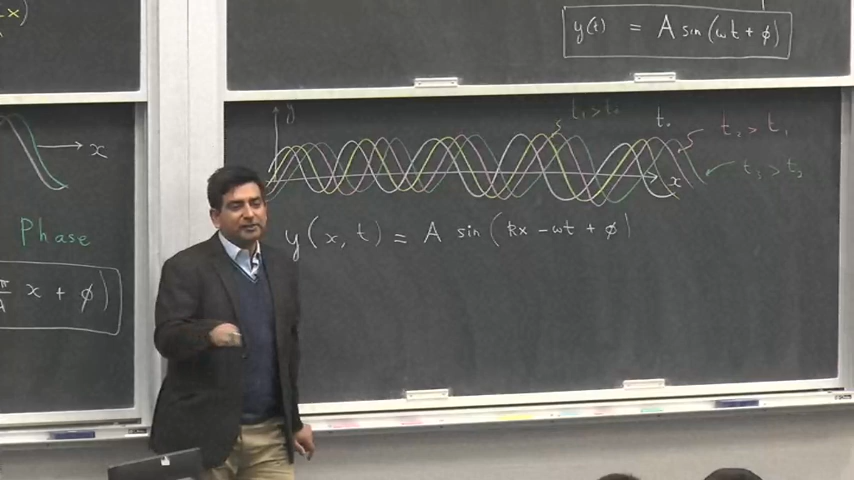 -x)
y(t) = A sin(ωt + φ)
y
t₁ > t₀
t₀
t₂ > t₁
x
t₃ > t₂
x
Phase
y(x, t) = A sin(kx - ωt + φ)
x + φ)